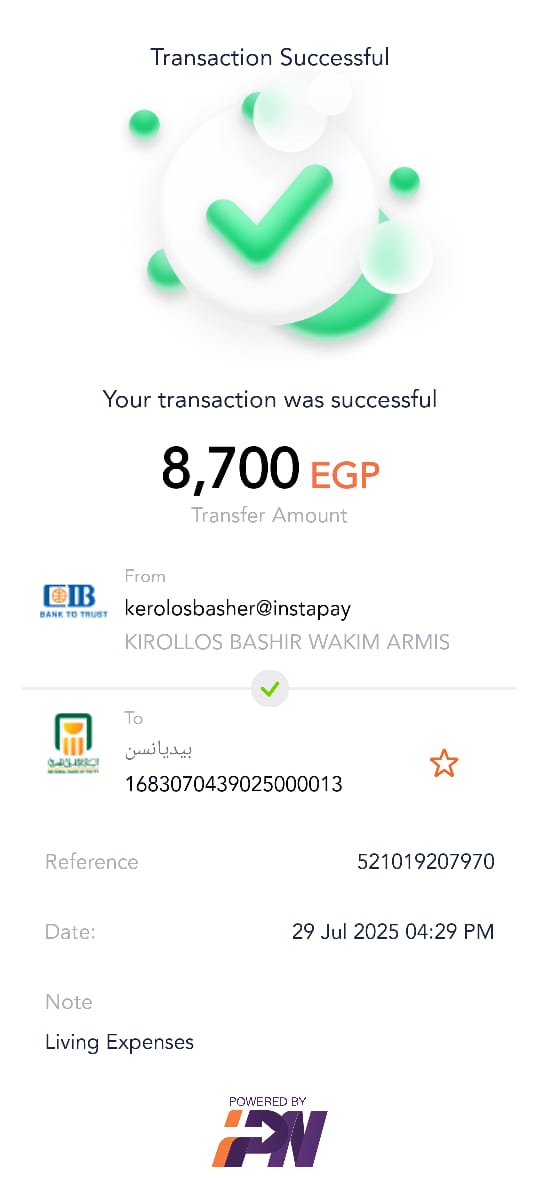 Transaction Successful
Your transaction was successful
8,700 EGP
Transfer Amount
From
CIB
BANK TO TRUST
kerolosbasher@instapay
KIROLLOS BASHIR WAKIM ARMIS
To
بيديانسن
1683070439025000013
Reference
521019207970
Date:
29 Jul 2025 04:29 PM
Note
Living Expenses
POWERED BY
IPN